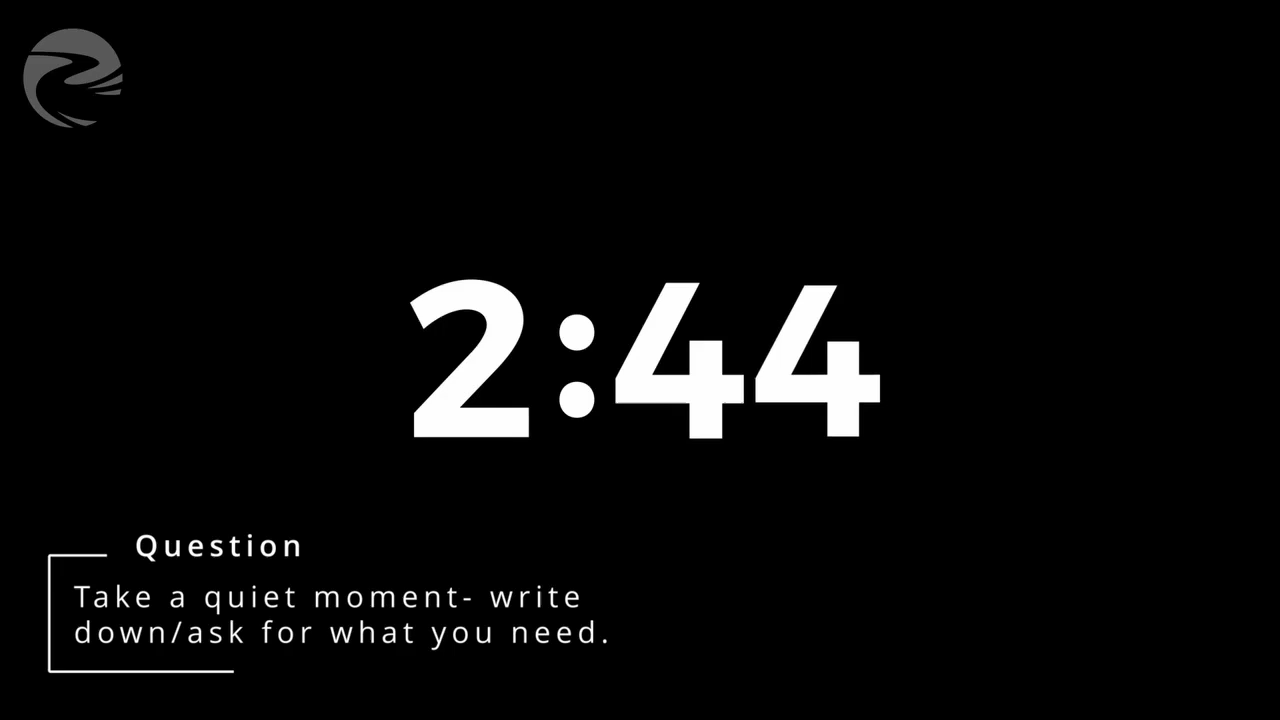 2:44
Question
Take a quiet moment- write
down/ask for what you need.